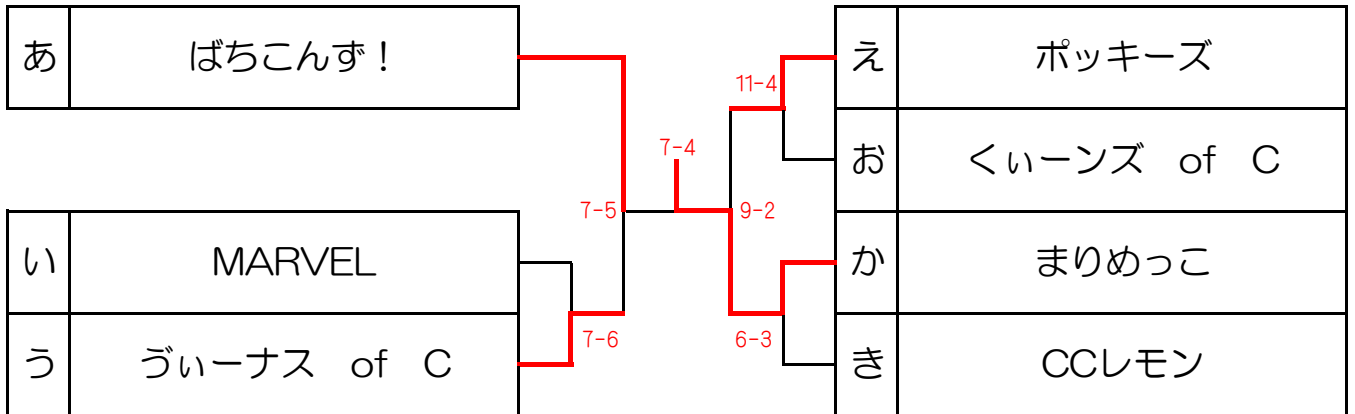 あ ばちこんず！
い MARVEL
う ゔぃーナス of C
え ポッキーズ
お くぃーンズ of C
か まりめっこ
き CCレモン
11-4
7-4
7-5
9-2
7-6
6-3